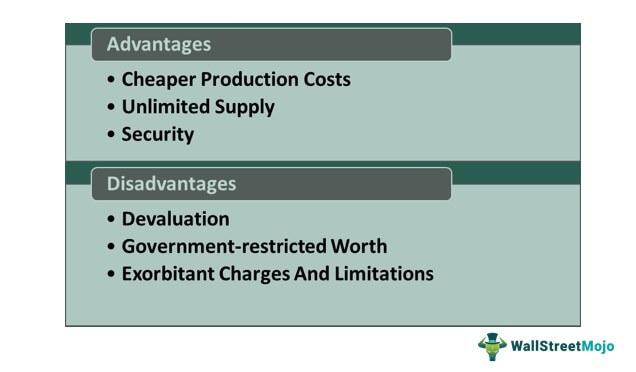 Advantages
• Cheaper Production Costs
• Unlimited Supply
• Security
Disadvantages
• Devaluation
• Government-restricted Worth
• Exorbitant Charges And Limitations
WallStreetMojo